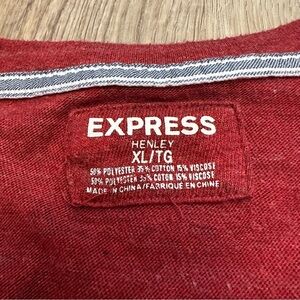 EXPRESS
HENLEY
XL/TG
50% POLYESTER 35% COTTON 15% VISCOSE
50% POLYESTER 35% COTON 15% VISCOSE
MADE IN CHINA/FABRIQUÉ EN CHINE